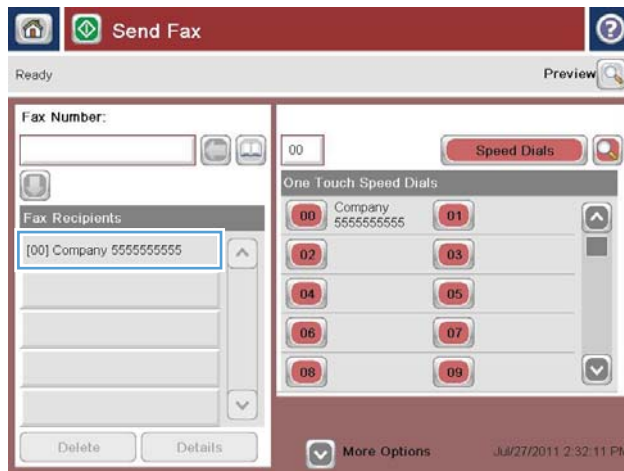 Send Fax
?
Ready
Preview
Fax Number:
00
Speed Dials
Fax Recipients
[00] Company 5555555555
One Touch Speed Dials
00 Company 5555555555 01
02 03
04 05
06 07
08 09
Delete Details
More Options
Jul/27/2011 2:32:11 PM